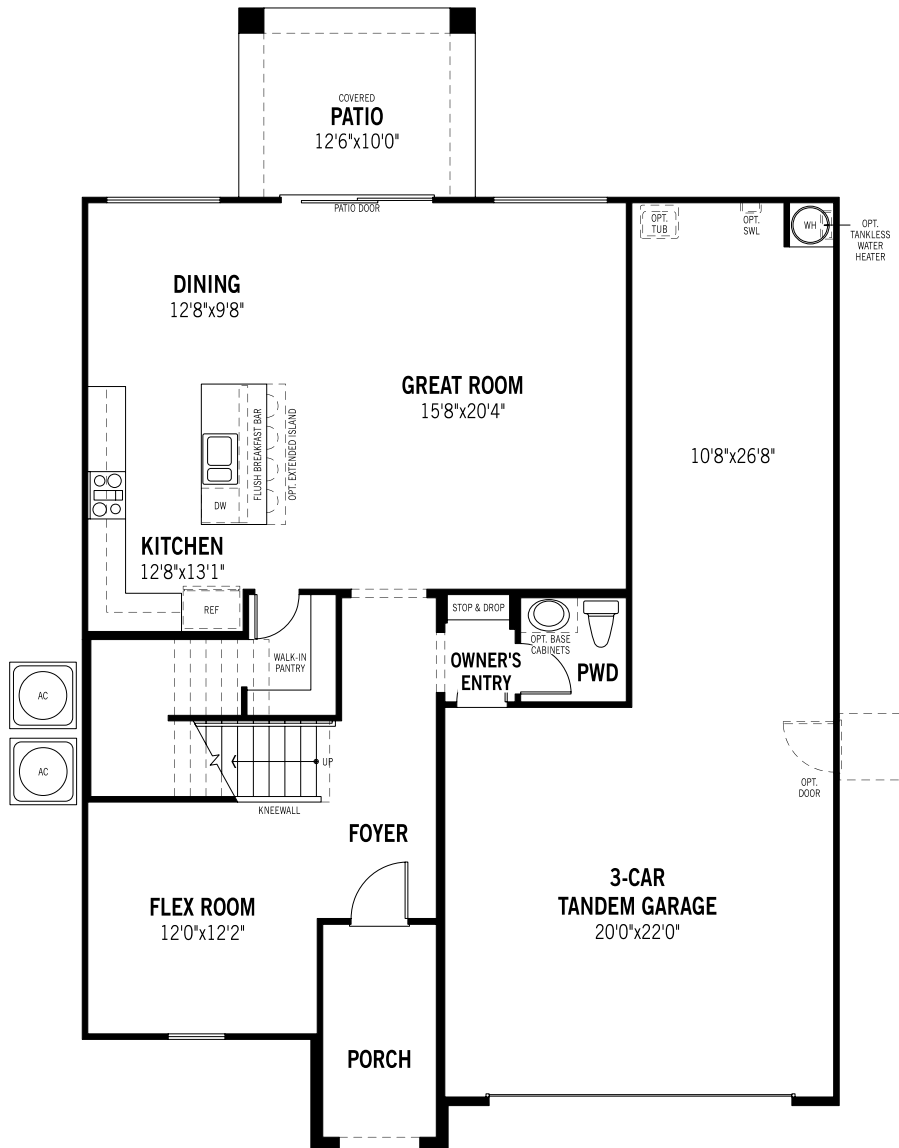 COVERED
PATIO
12'6"x10'0"
PATIO DOOR
OPT.
TUB
OPT.
SWL
WH
OPT.
TANKLESS
WATER
HEATER
DINING
12'8"x9'8"
GREAT ROOM
15'8"x20'4"
FLUSH BREAKFAST BAR
OPT. EXTENDED ISLAND
DW
10'8"x26'8"
KITCHEN
12'8"x13'1"
REF
STOP & DROP
OPT. BASE
CABINETS
WALK-IN
PANTRY
OWNER'S
ENTRY
PWD
AC
AC
UP
KNEEWALL
OPT.
DOOR
FOYER
3-CAR
TANDEM GARAGE
20'0"x22'0"
FLEX ROOM
12'0"x12'2"
PORCH